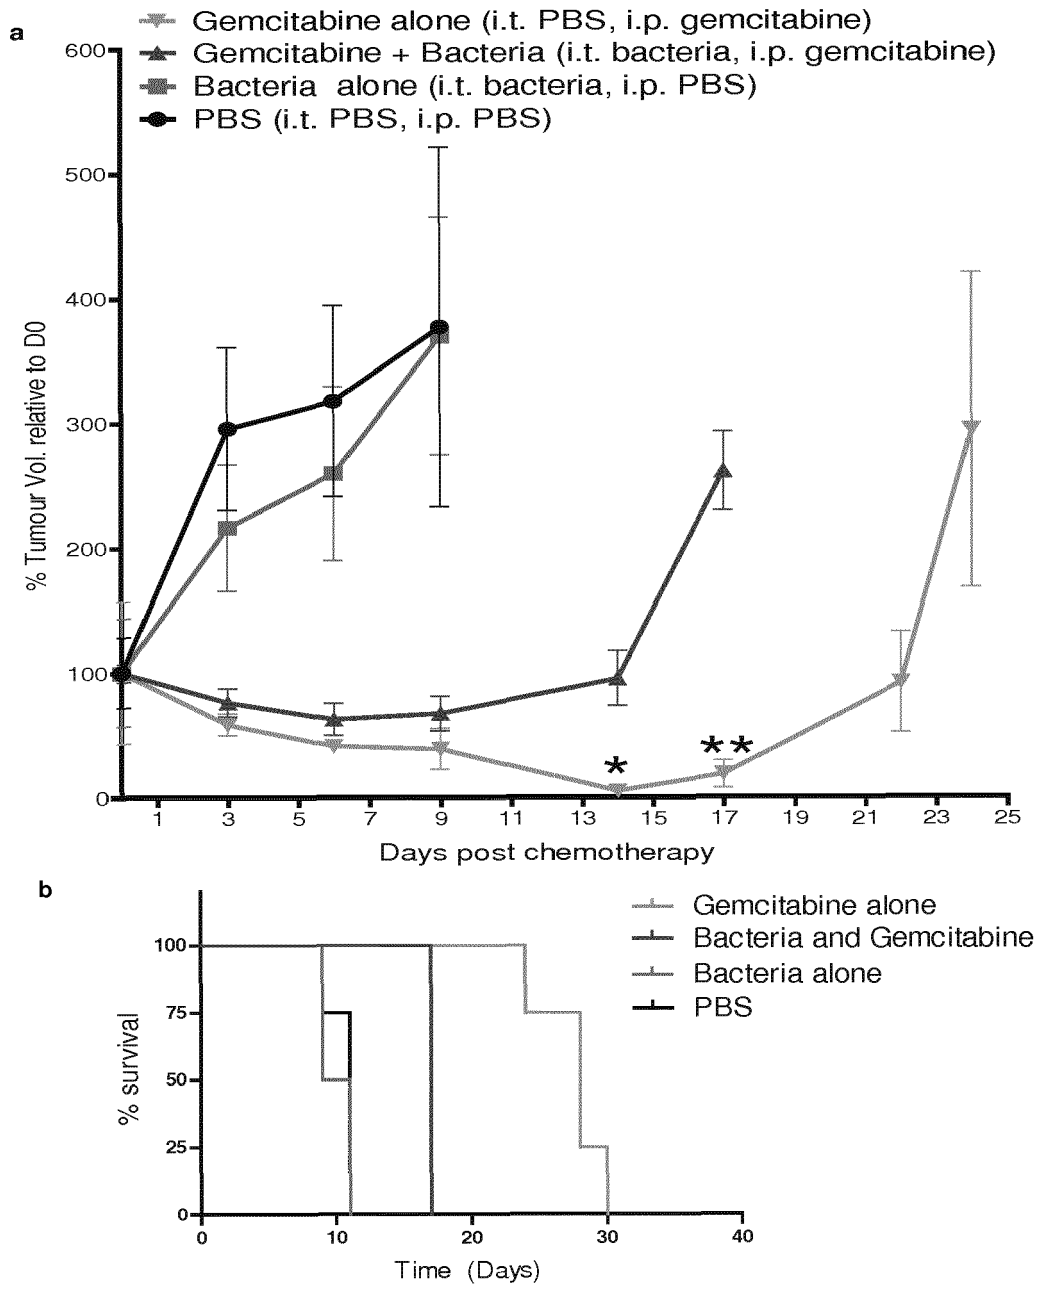 a
Gemcitabine alone (i.t. PBS, i.p. gemcitabine)
Gemcitabine + Bacteria (i.t. bacteria, i.p. gemcitabine)
Bacteria alone (i.t. bacteria, i.p. PBS)
PBS (i.t. PBS, i.p. PBS)
600
500
400
300
200
100
0
% Tumour Vol. relative to D0
* **
1 3 5 7 9 11 13 15 17 19 21 23 25
Days post chemotherapy
b
Gemcitabine alone
Bacteria and Gemcitabine
Bacteria alone
PBS
100
75
50
25
0
% survival
0 10 20 30 40
Time (Days)